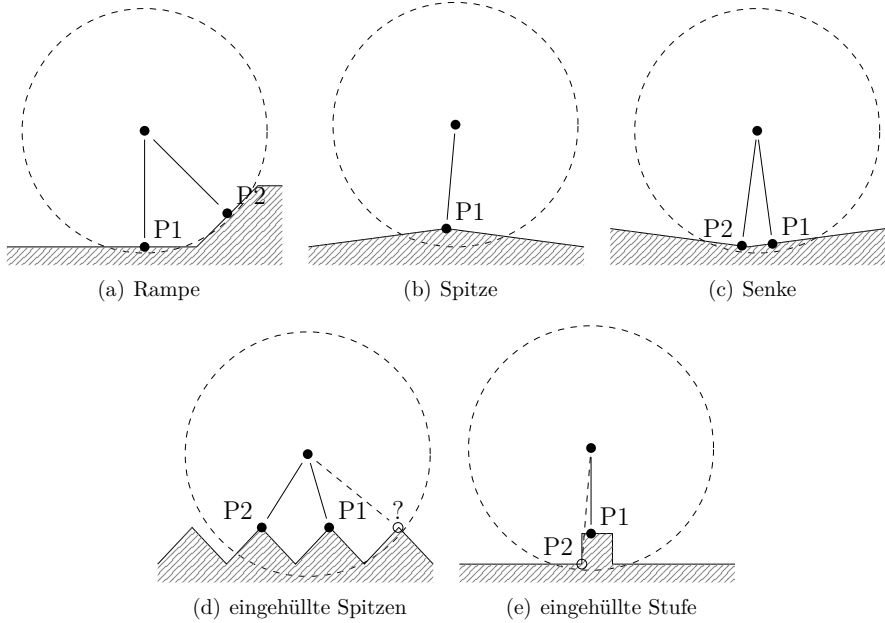 P1
P2
(a) Rampe
P1
(b) Spitze
P2
P1
(c) Senke
P2
P1
?
(d) eingehüllte Spitzen
P1
P2
(e) eingehüllte Stufe